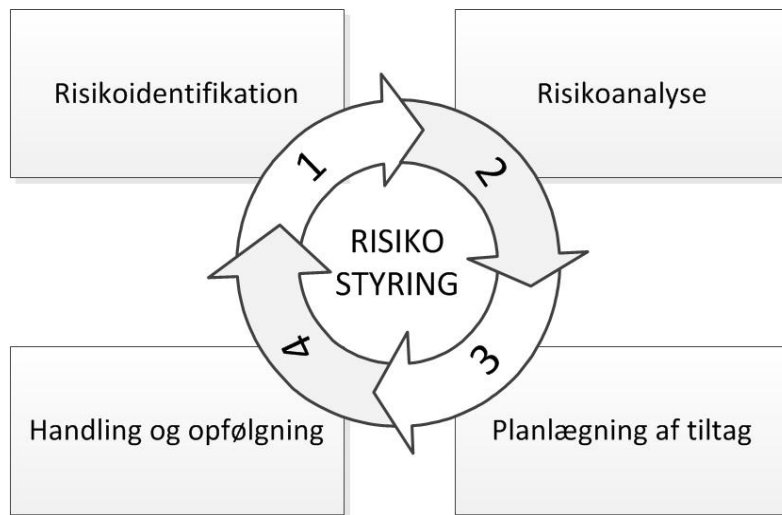 Risikoidentifikation
Risikoanalyse
1
2
RISIKO
STYRING
4
3
Handling og opfølgning
Planlægning af tiltag